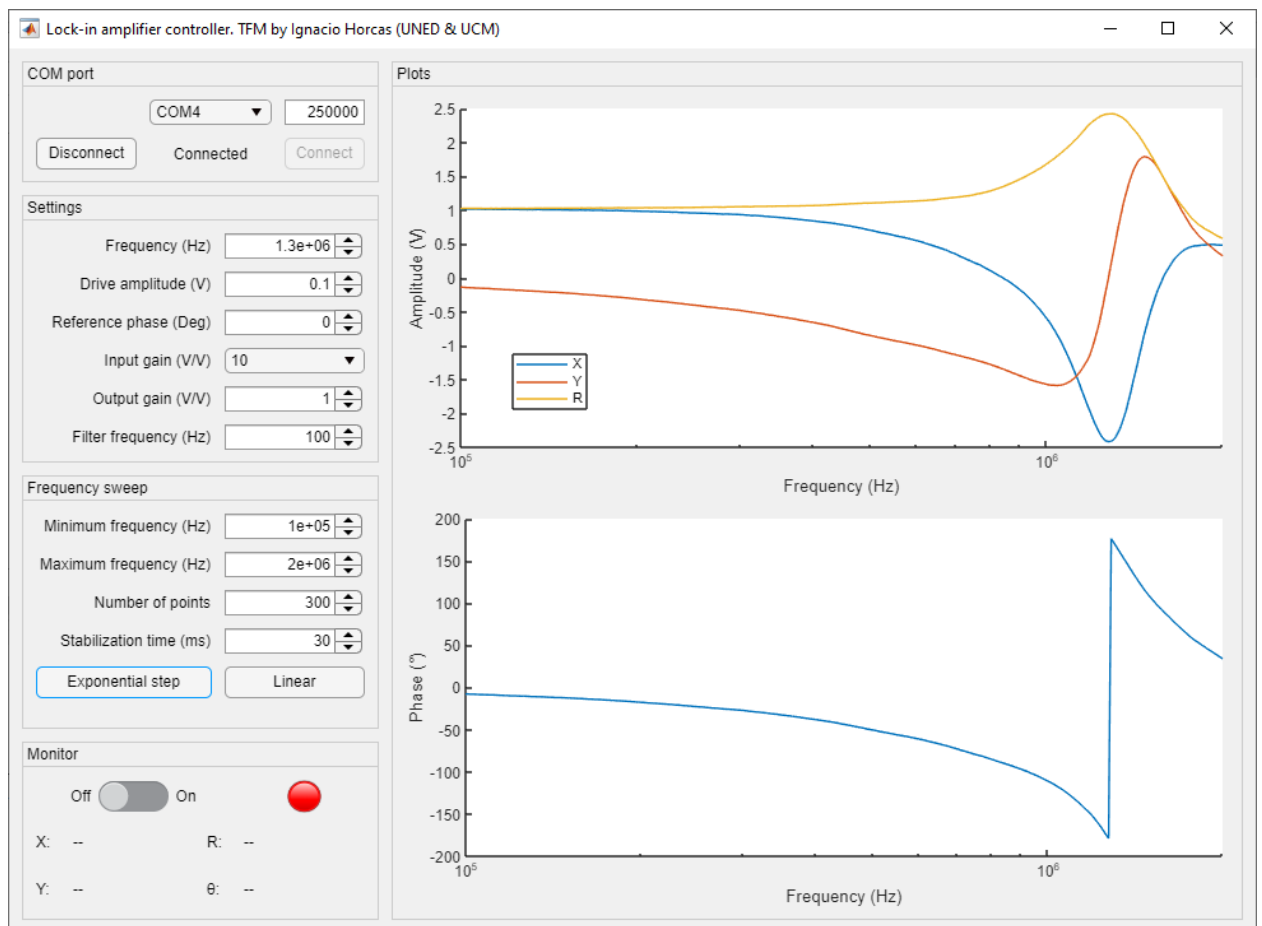 Lock-in amplifier controller. TFM by Ignacio Horcas (UNED & UCM)
COM port
COM4
250000
Disconnect
Connected
Connect
Settings
Frequency (Hz)
1.3e+06
Drive amplitude (V)
0.1
Reference phase (Deg)
0
Input gain (V/V)
10
Output gain (V/V)
1
Filter frequency (Hz)
100
Frequency sweep
Minimum frequency (Hz)
1e+05
Maximum frequency (Hz)
2e+06
Number of points
300
Stabilization time (ms)
30
Exponential step
Linear
Monitor
Off
On
X: --
R: --
Y: --
θ: --
Plots
2.5
2
1.5
1
0.5
0
-0.5
-1
-1.5
-2
-2.5
Amplitude (V)
X
Y
R
10⁵
10⁶
Frequency (Hz)
200
150
100
50
0
-50
-100
-150
-200
Phase (°)
10⁵
10⁶
Frequency (Hz)